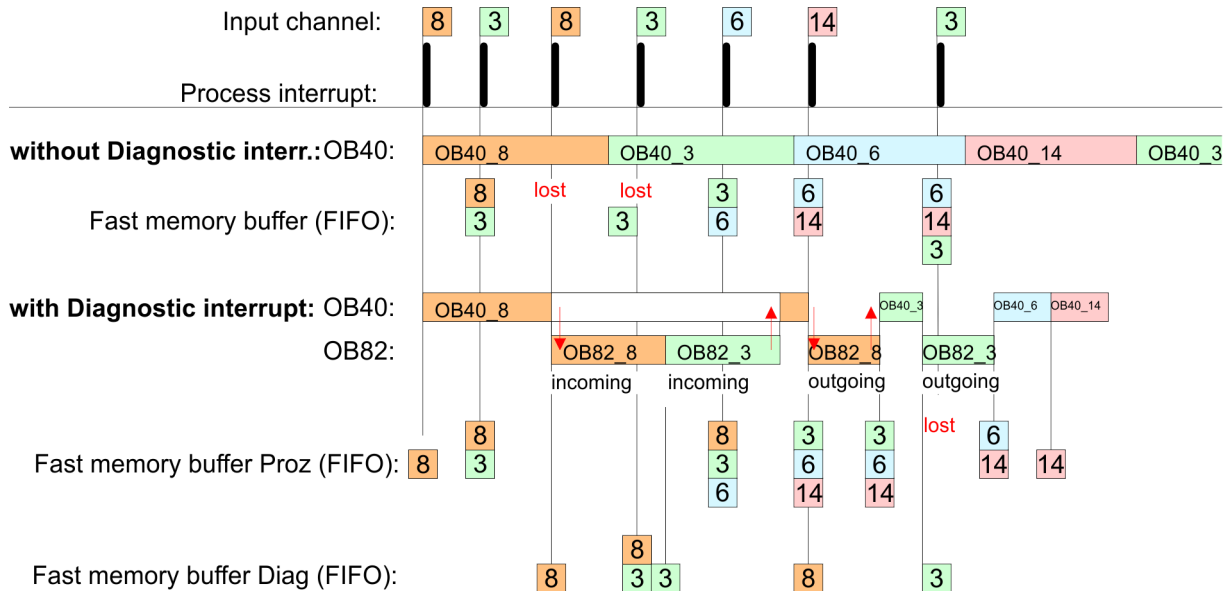 Input channel: 8 3 8 3 6 14 3
Process interrupt:
without Diagnostic interr.: OB40: OB40_8 OB40_3 OB40_6 OB40_14 OB40_3
8 lost lost 3 6 6
Fast memory buffer (FIFO): 3 3 6 14 14
3
with Diagnostic interrupt: OB40: OB40_8 OB40_3 OB40_6 OB40_14
OB82: OB82_8 OB82_3 OB82_8 OB82_3
incoming incoming outgoing outgoing
8 8 3 3 lost 6
Fast memory buffer Proz (FIFO): 8 3 3 6 6 14 14
6 14 14
8
Fast memory buffer Diag (FIFO): 8 3 3 8 3